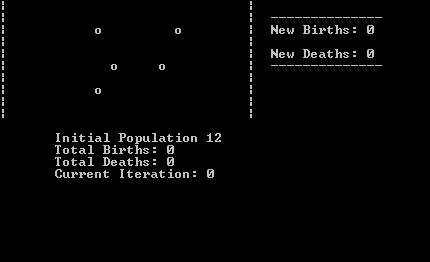 o o
o o
o
New Births: 0
New Deaths: 0
Initial Population 12
Total Births: 0
Total Deaths: 0
Current Iteration: 0